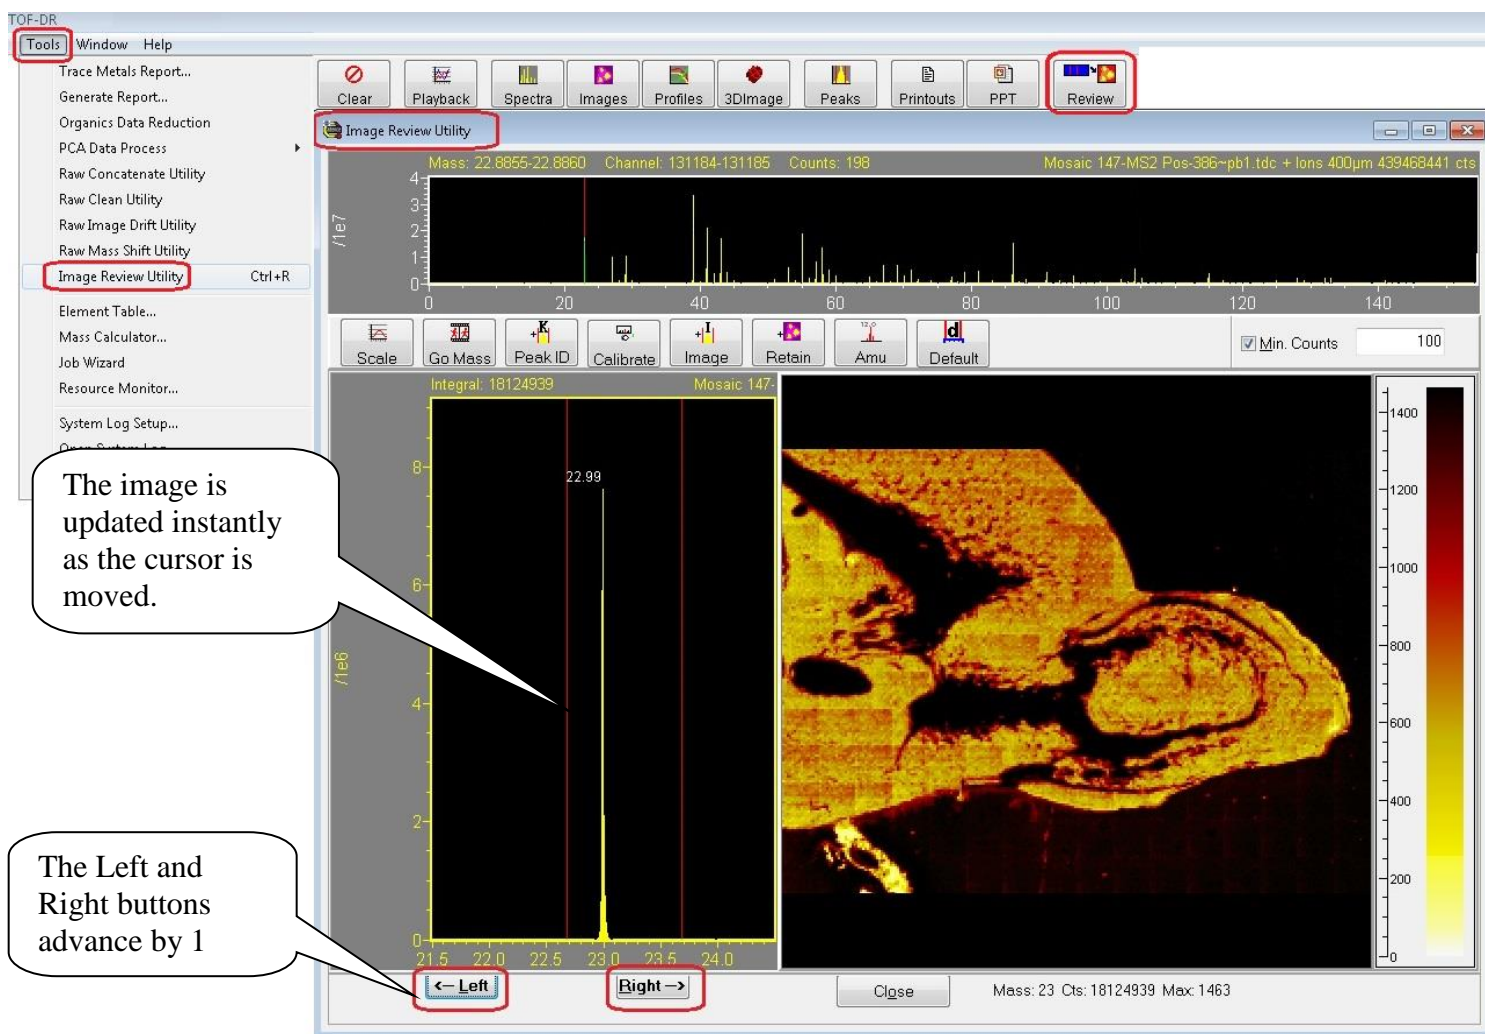 TOF-DR
Tools Window Help
Trace Metals Report...
Generate Report...
Organics Data Reduction
PCA Data Process
Raw Concatenate Utility
Raw Clean Utility
Raw Image Drift Utility
Raw Mass Shift Utility
Image Review Utility Ctrl+R
Element Table...
Mass Calculator...
Job Wizard
Resource Monitor...
System Log Setup...
Clear Playback Spectra Images Profiles 3DImage Peaks Printouts PPT Review
Image Review Utility
Mass: 22.8855-22.8860 Channel: 131184-131185 Counts: 198 Mosaic 147-MS2 Pos-386~pb1.tdc + Ions 400µm 439468441 cts
/1e7
4
3
2
1
0
0 20 40 60 80 100 120 140
Scale Go Mass Peak ID Calibrate Image Retain Amu Default
Min. Counts 100
Integral: 18124939 Mosaic 147-
22.99
/1e6
8
6
4
2
0
21.5 22.0 22.5 23.0 23.5 24.0
1400
1200
1000
800
600
400
200
0
The image is
updated instantly
as the cursor is
moved.
The Left and
Right buttons
advance by 1
<— Left Right —> Close Mass: 23 Cts: 18124939 Max: 1463